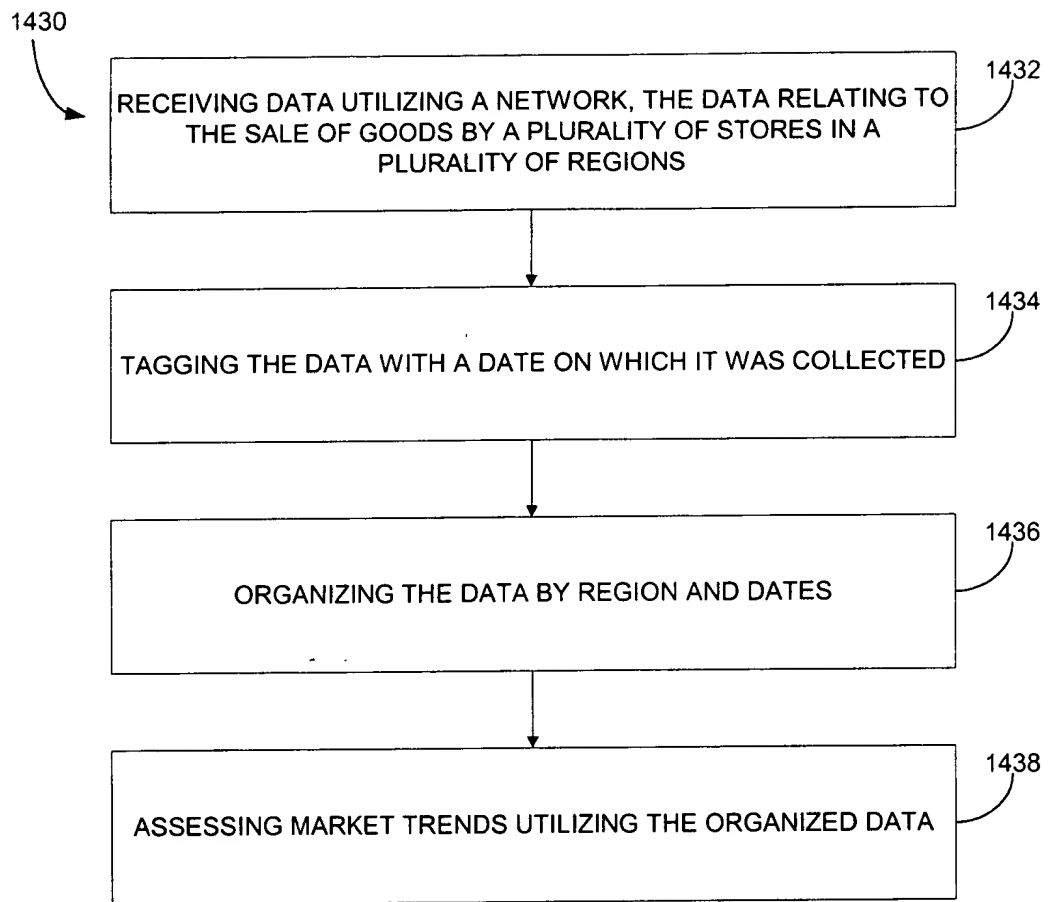 1430
1432
RECEIVING DATA UTILIZING A NETWORK, THE DATA RELATING TO
THE SALE OF GOODS BY A PLURALITY OF STORES IN A
PLURALITY OF REGIONS
1434
TAGGING THE DATA WITH A DATE ON WHICH IT WAS COLLECTED
1436
ORGANIZING THE DATA BY REGION AND DATES
1438
ASSESSING MARKET TRENDS UTILIZING THE ORGANIZED DATA